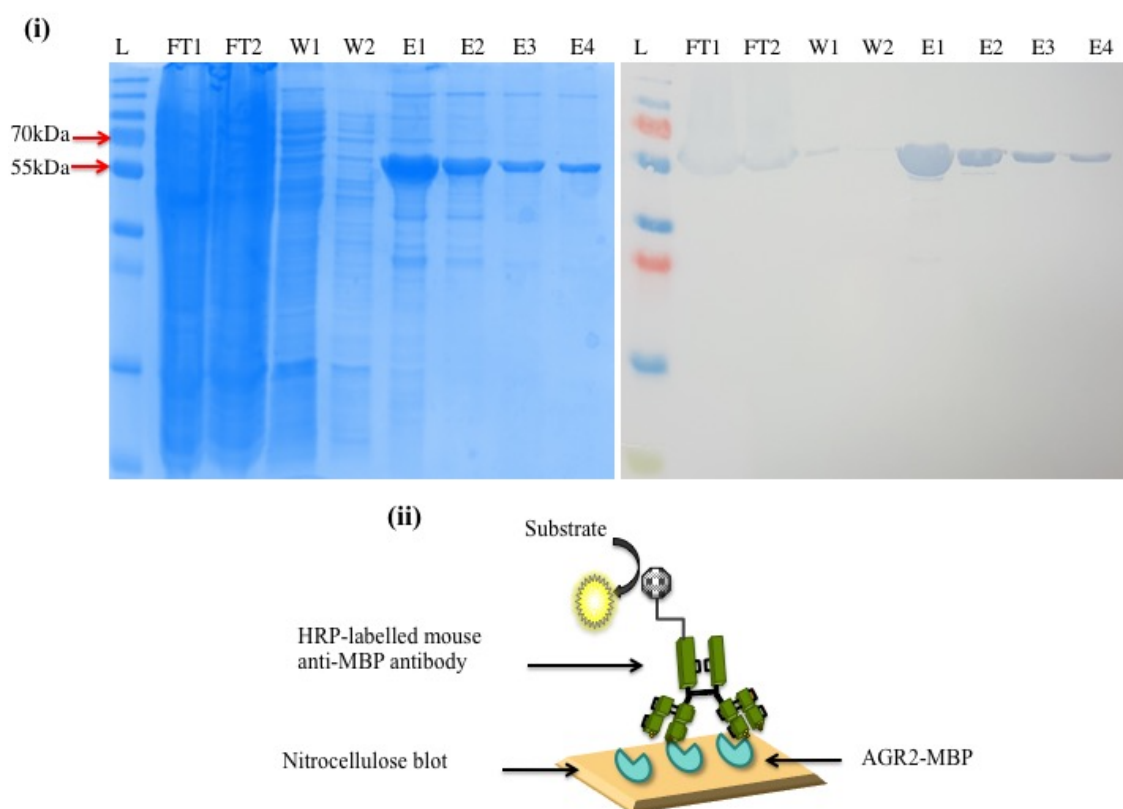 (i)
L FT1 FT2 W1 W2 E1 E2 E3 E4
L FT1 FT2 W1 W2 E1 E2 E3 E4
70kDa
55kDa
(ii)
Substrate
HRP-labelled mouse
anti-MBP antibody
Nitrocellulose blot
AGR2-MBP